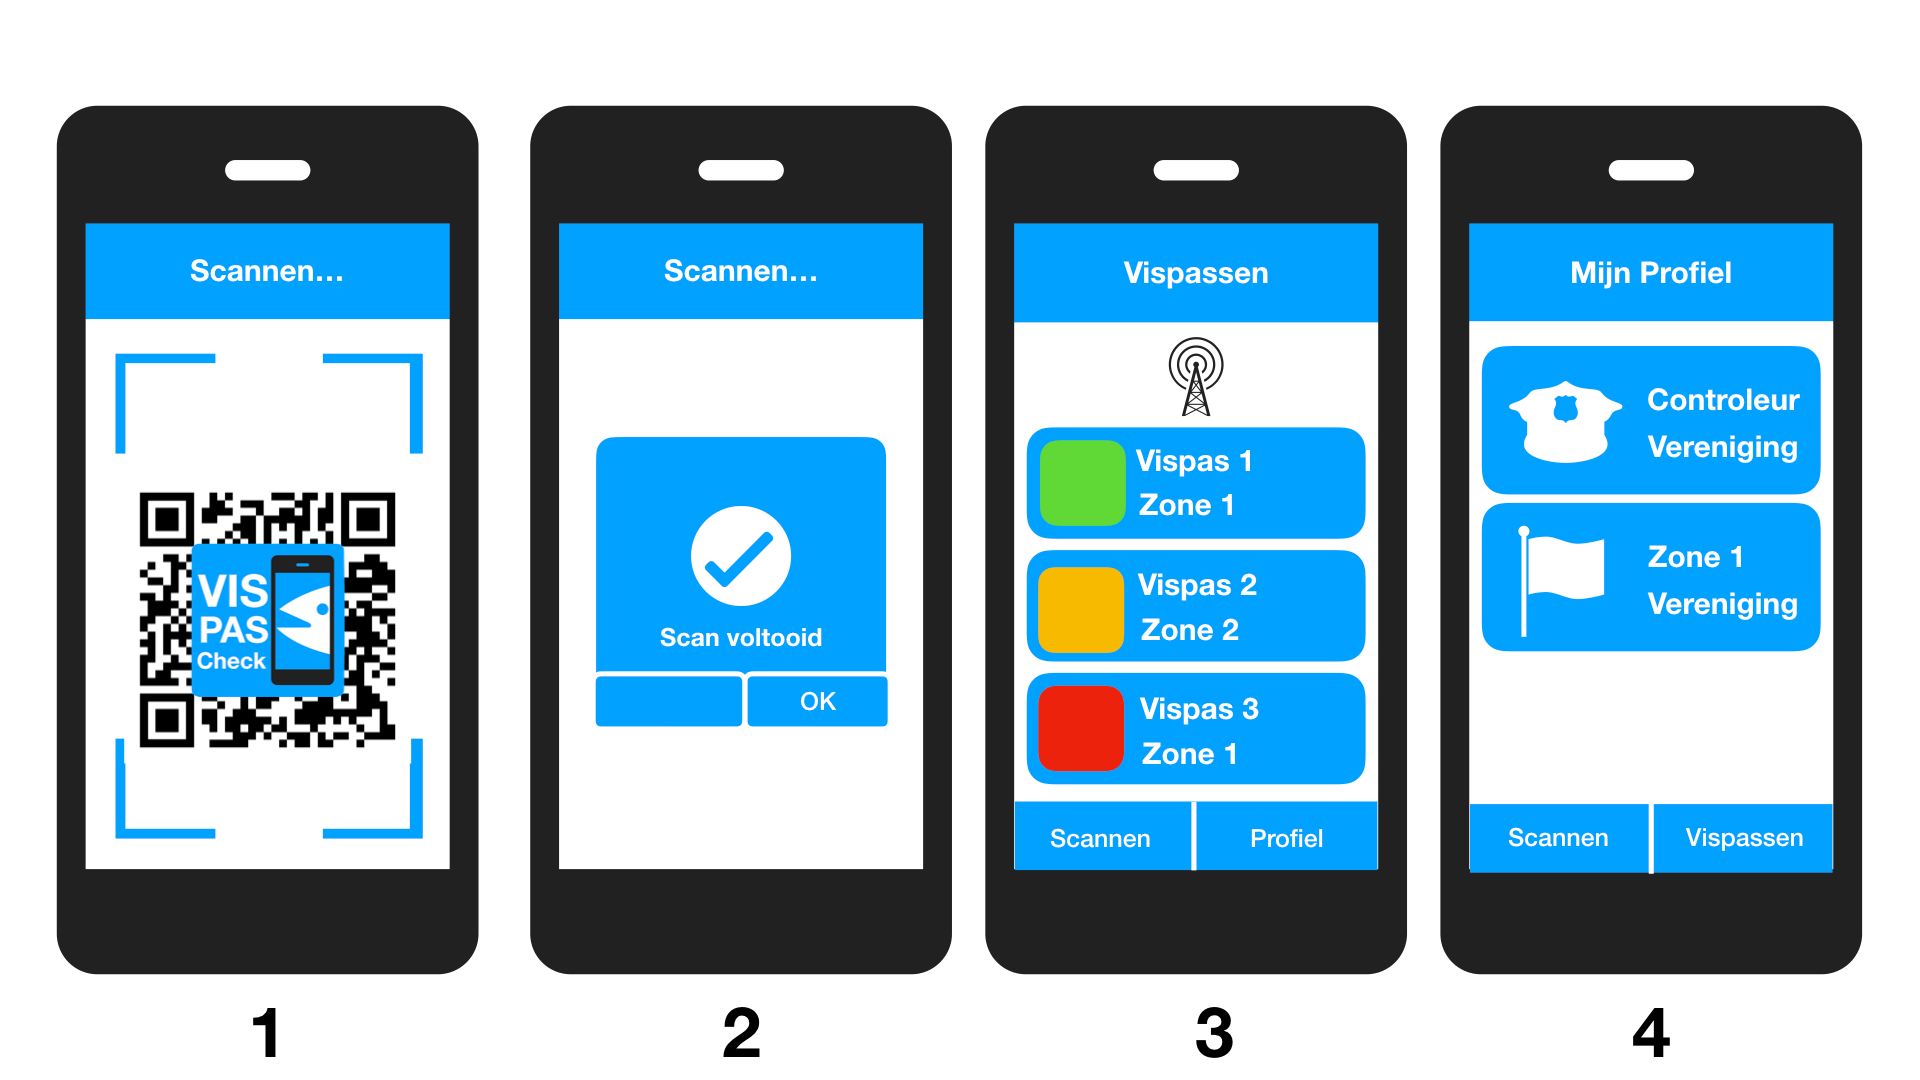 Scannen...
VIS
PAS
Check
1
Scannen...
Scan voltooid
OK
2
Vispassen
Vispas 1
Zone 1
Vispas 2
Zone 2
Vispas 3
Zone 1
Scannen
Profiel
3
Mijn Profiel
Controleur
Vereniging
Zone 1
Vereniging
Scannen
Vispassen
4